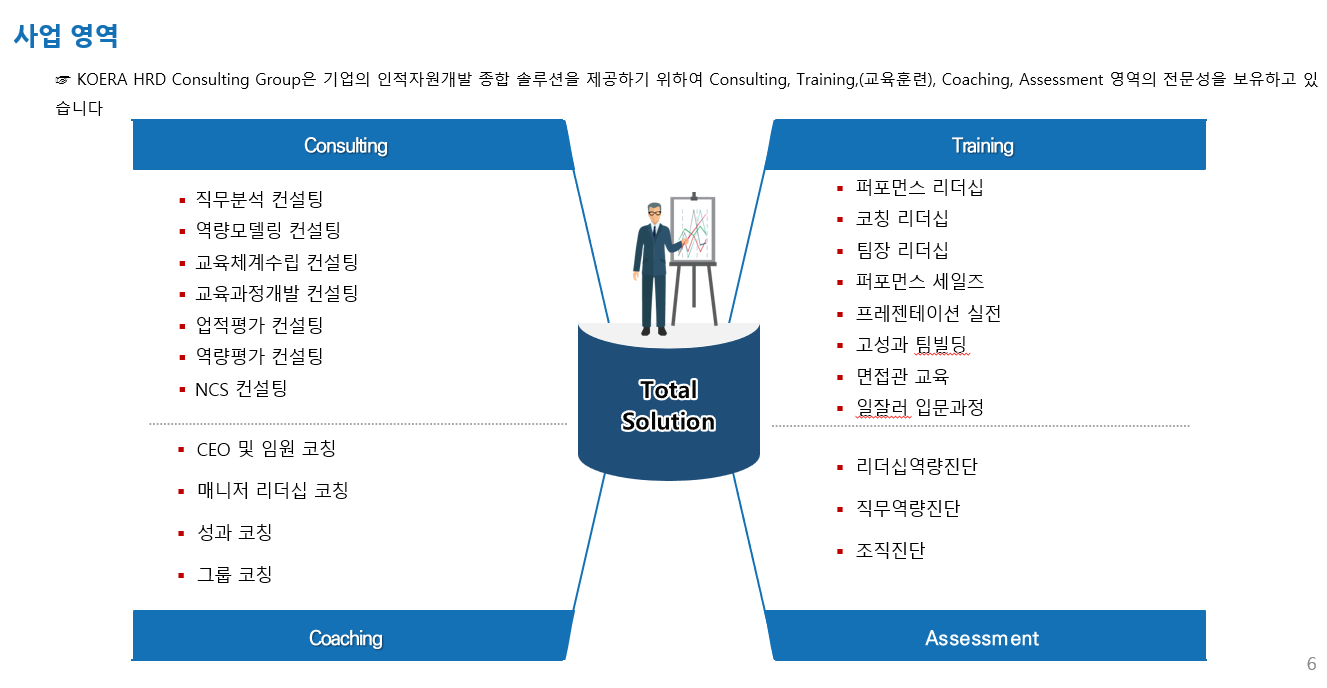 사업 영역
☞ KOERA HRD Consulting Group은 기업의 인적자원개발 종합 솔루션을 제공하기 위하여 Consulting, Training,(교육훈련), Coaching, Assessment 영역의 전문성을 보유하고 있
습니다
Consulting
▪ 직무분석 컨설팅
▪ 역량모델링 컨설팅
▪ 교육체계수립 컨설팅
▪ 교육과정개발 컨설팅
▪ 업적평가 컨설팅
▪ 역량평가 컨설팅
▪ NCS 컨설팅
Training
▪ 퍼포먼스 리더십
▪ 코칭 리더십
▪ 팀장 리더십
▪ 퍼포먼스 세일즈
▪ 프레젠테이션 실전
▪ 고성과 팀빌딩
▪ 면접관 교육
▪ 일잘러 입문과정
Total
Solution
▪ CEO 및 임원 코칭
▪ 매니저 리더십 코칭
▪ 성과 코칭
▪ 그룹 코칭
Coaching
▪ 리더십역량진단
▪ 직무역량진단
▪ 조직진단
Assessment
6